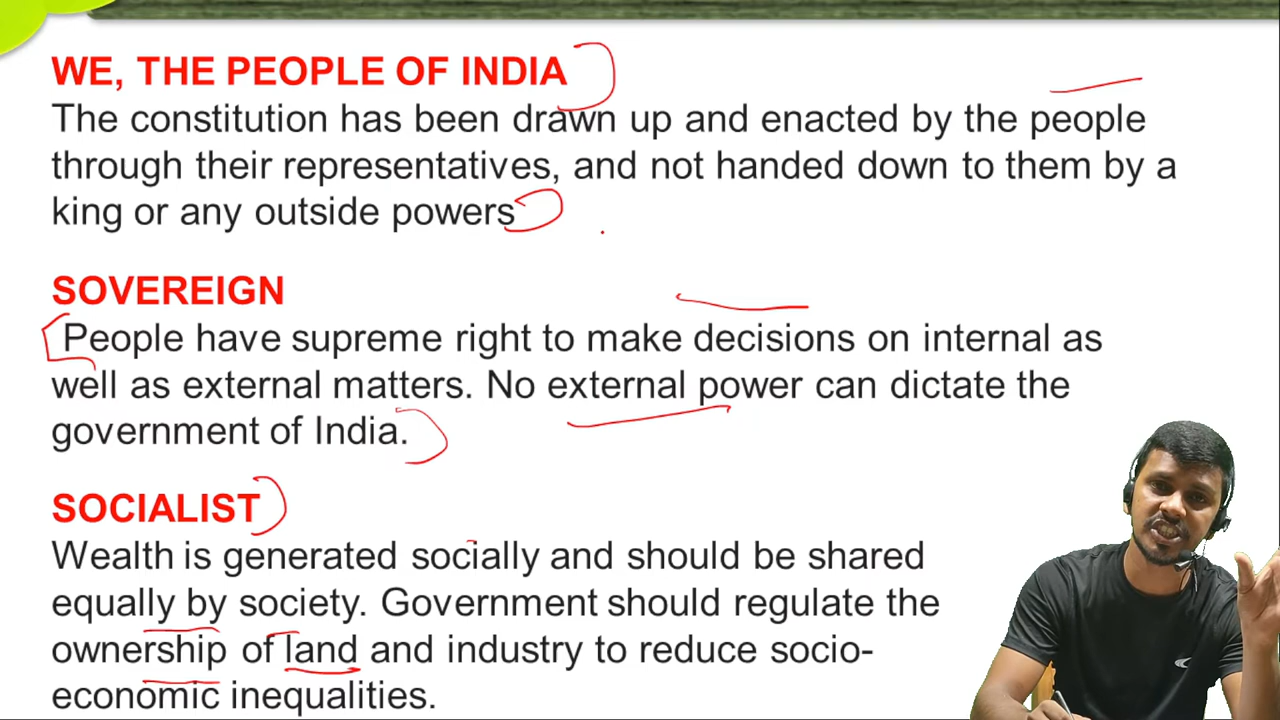 WE, THE PEOPLE OF INDIA
The constitution has been drawn up and enacted by the people
through their representatives, and not handed down to them by a
king or any outside powers
SOVEREIGN
People have supreme right to make decisions on internal as
well as external matters. No external power can dictate the
government of India.
SOCIALIST
Wealth is generated socially and should be shared
equally by society. Government should regulate the
ownership of land and industry to reduce socio-
economic inequalities.